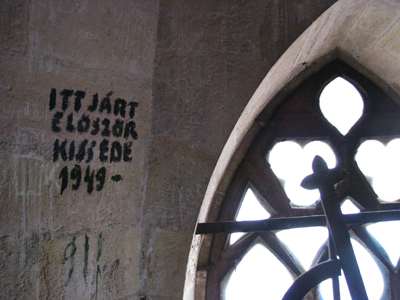 ITT JÁRT
ELŐSZÖR
KISS EDE
1949-